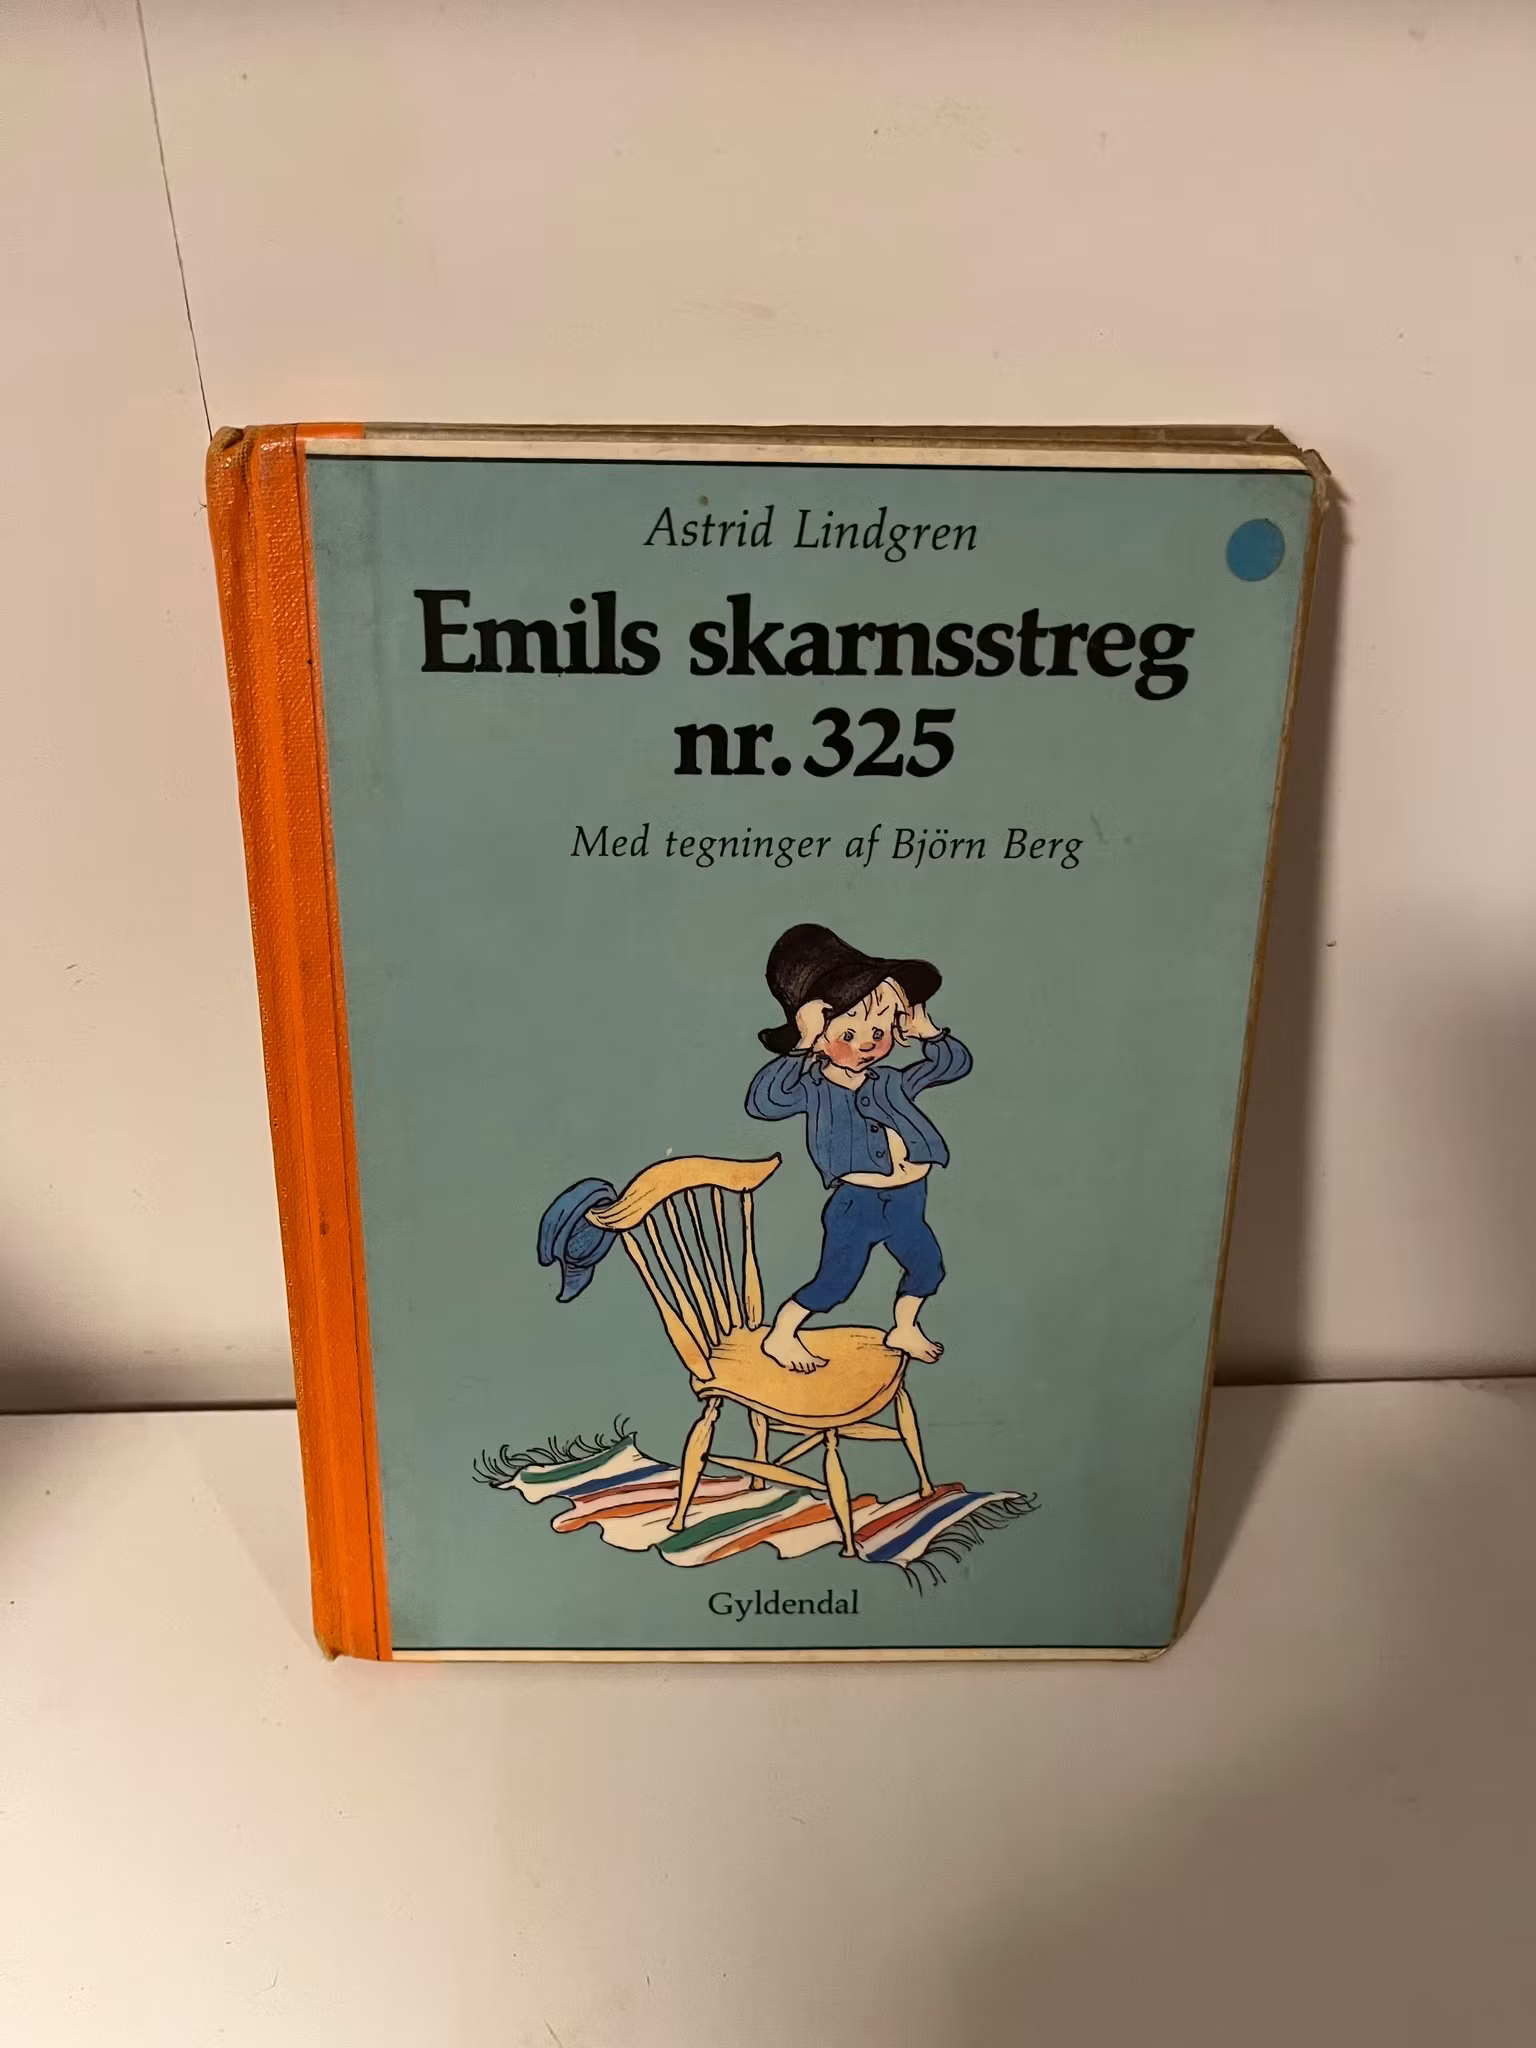 Astrid Lindgren
Emils skarnsstreg
nr. 325
Med tegninger af Björn Berg
Gyldendal